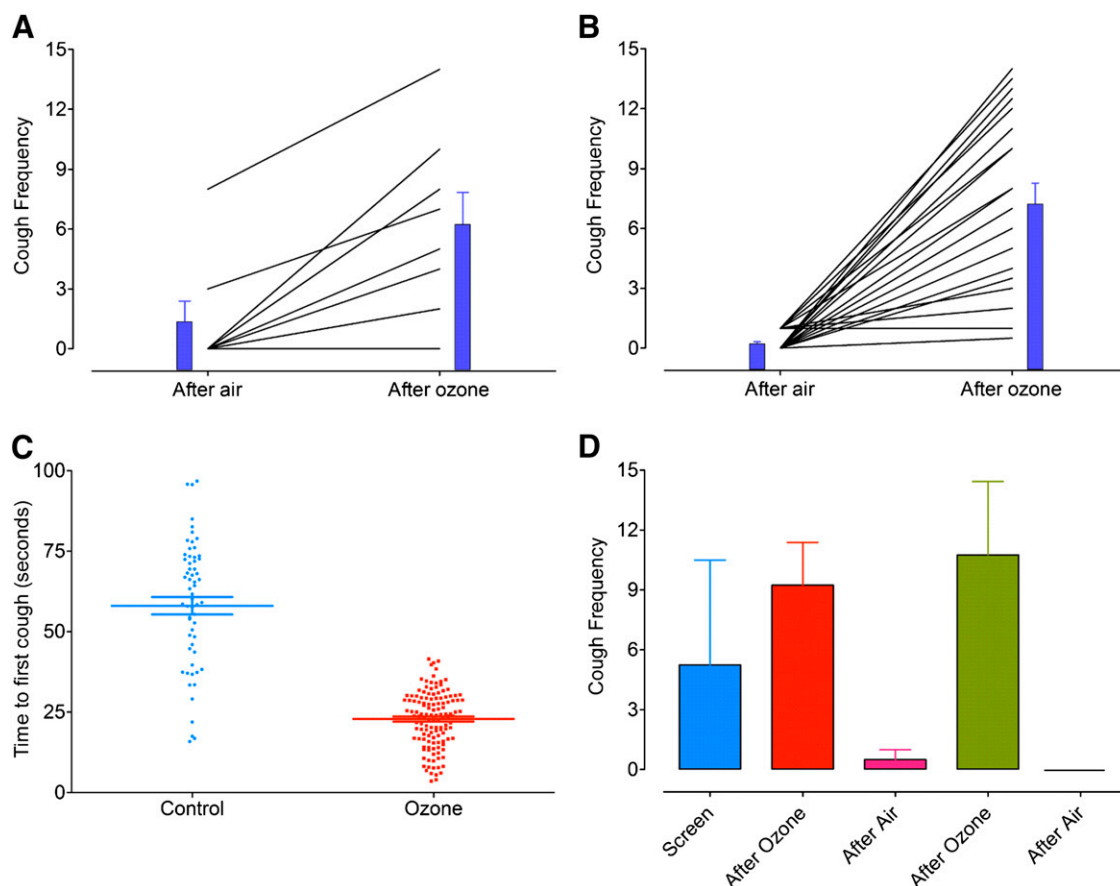 A
Cough Frequency
15
12
9
6
3
0
After air
After ozone
B
Cough Frequency
15
12
9
6
3
0
After air
After ozone
C
Time to first cough (seconds)
100
75
50
25
0
Control
Ozone
D
Cough Frequency
15
12
9
6
3
0
Screen
After Ozone
After Air
After Ozone
After Air